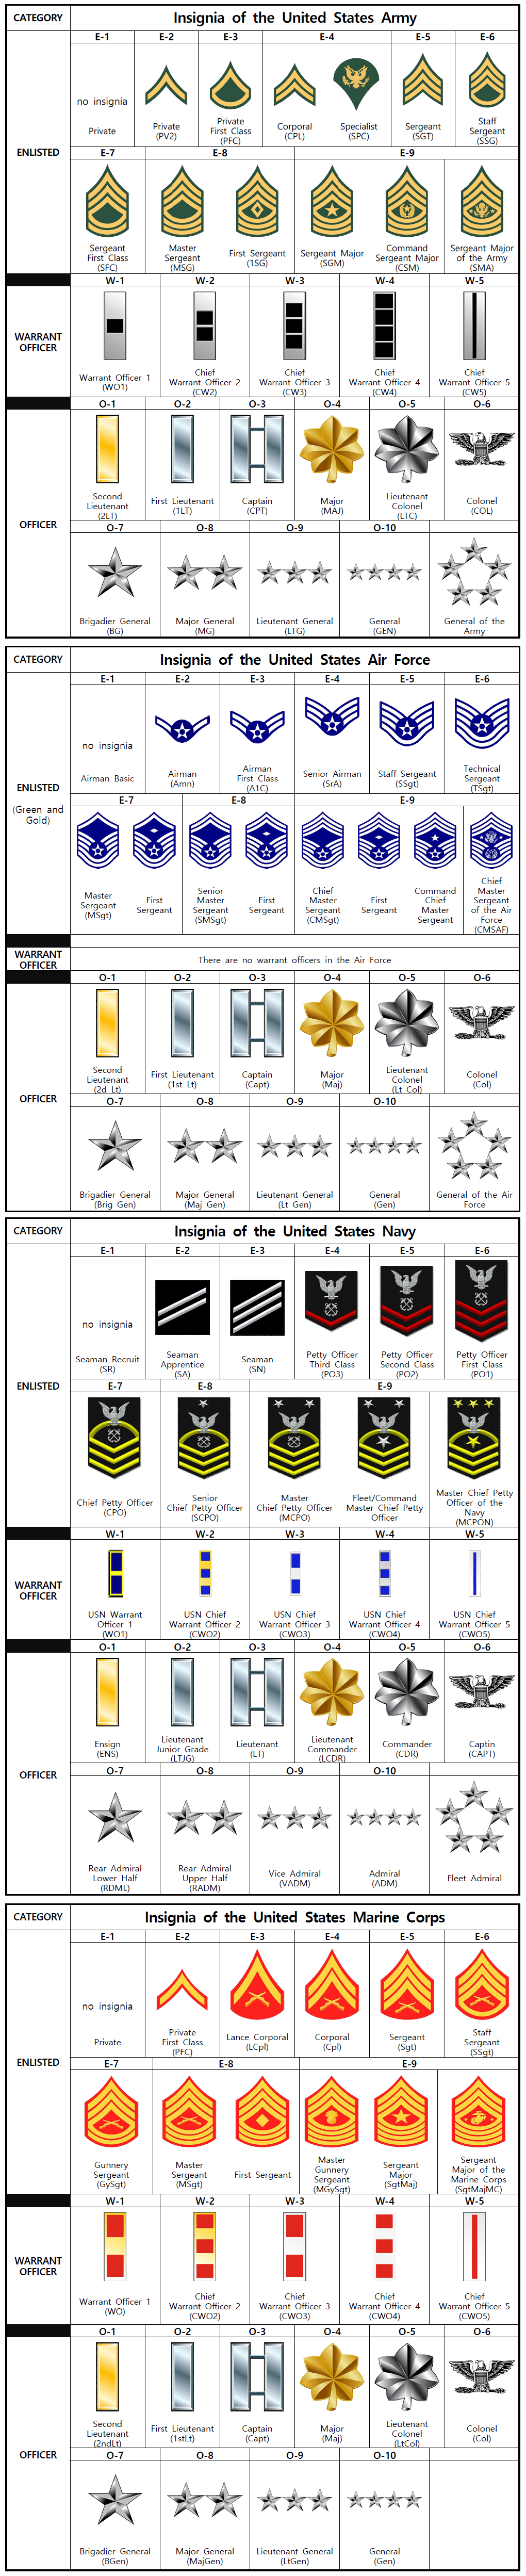 CATEGORY Insignia of the United States Army
E-1 E-2 E-3 E-4 E-5 E-6
no insignia
Private
Private
(PV2)
Private
First Class
(PFC)
Corporal
(CPL)
Specialist
(SPC)
Sergeant
(SGT)
Staff
Sergeant
(SSG)
ENLISTED
E-7 E-8 E-9
Sergeant
First Class
(SFC)
Master
Sergeant
(MSG)
First Sergeant
(1SG)
Sergeant Major
(SGM)
Command
Sergeant Major
(CSM)
Sergeant Major
of the Army
(SMA)
W-1 W-2 W-3 W-4 W-5
WARRANT
OFFICER
Warrant Officer 1
(WO1)
Chief
Warrant Officer 2
(CW2)
Chief
Warrant Officer 3
(CW3)
Chief
Warrant Officer 4
(CW4)
Chief
Warrant Officer 5
(CW5)
O-1 O-2 O-3 O-4 O-5 O-6
Second
Lieutenant
(2LT)
First Lieutenant
(1LT)
Captain
(CPT)
Major
(MAJ)
Lieutenant
Colonel
(LTC)
Colonel
(COL)
OFFICER
O-7 O-8 O-9 O-10
Brigadier General
(BG)
Major General
(MG)
Lieutenant General
(LTG)
General
(GEN)
General of the
Army
CATEGORY Insignia of the United States Air Force
E-1 E-2 E-3 E-4 E-5 E-6
no insignia
Airman Basic
Airman
(Amn)
Airman
First Class
(A1C)
Senior Airman
(SrA)
Staff Sergeant
(SSgt)
Technical
Sergeant
(TSgt)
ENLISTED
(Green and
Gold)
E-7 E-8 E-9
Master
Sergeant
(MSgt)
First
Sergeant
Senior
Master
Sergeant
(SMSgt)
First
Sergeant
Chief
Master
Sergeant
(CMSgt)
First
Sergeant
Command
Chief
Master
Sergeant
Chief
Master
Sergeant
of the Air
Force
(CMSAF)
WARRANT
OFFICER
There are no warrant officers in the Air Force
O-1 O-2 O-3 O-4 O-5 O-6
Second
Lieutenant
(2d Lt)
First Lieutenant
(1st Lt)
Captain
(Capt)
Major
(Maj)
Lieutenant
Colonel
(Lt Col)
Colonel
(Col)
OFFICER
O-7 O-8 O-9 O-10
Brigadier General
(Brig Gen)
Major General
(Maj Gen)
Lieutenant General
(Lt Gen)
General
(Gen)
General of the Air
Force
CATEGORY Insignia of the United States Navy
E-1 E-2 E-3 E-4 E-5 E-6
no insignia
Seaman Recruit
(SR)
Seaman
Apprentice
(SA)
Seaman
(SN)
Petty Officer
Third Class
(PO3)
Petty Officer
Second Class
(PO2)
Petty Officer
First Class
(PO1)
ENLISTED
E-7 E-8 E-9
Chief Petty Officer
(CPO)
Senior
Chief Petty Officer
(SCPO)
Master
Chief Petty Officer
(MCPO)
Fleet/Command
Master Chief Petty
Officer
Master Chief Petty
Officer of the
Navy
(MCPON)
W-1 W-2 W-3 W-4 W-5
WARRANT
OFFICER
USN Warrant
Officer 1
(WO1)
USN Chief
Warrant Officer 2
(CWO2)
USN Chief
Warrant Officer 3
(CWO3)
USN Chief
Warrant Officer 4
(CWO4)
USN Chief
Warrant Officer 5
(CWO5)
O-1 O-2 O-3 O-4 O-5 O-6
Ensign
(ENS)
Lieutenant
Junior Grade
(LTJG)
Lieutenant
(LT)
Lieutenant
Commander
(LCDR)
Commander
(CDR)
Captin
(CAPT)
OFFICER
O-7 O-8 O-9 O-10
Rear Admiral
Lower Half
(RDML)
Rear Admiral
Upper Half
(RADM)
Vice Admiral
(VADM)
Admiral
(ADM)
Fleet Admiral
CATEGORY Insignia of the United States Marine Corps
E-1 E-2 E-3 E-4 E-5 E-6
no insignia
Private
Private
First Class
(PFC)
Lance Corporal
(LCpl)
Corporal
(Cpl)
Sergeant
(Sgt)
Staff
Sergeant
(SSgt)
ENLISTED
E-7 E-8 E-9
Gunnery
Sergeant
(GySgt)
Master
Sergeant
(MSgt)
First Sergeant
Master
Gunnery
Sergeant
(MGySgt)
Sergeant
Major
(SgtMaj)
Sergeant
Major of the
Marine Corps
(SgtMajMC)
W-1 W-2 W-3 W-4 W-5
WARRANT
OFFICER
Warrant Officer 1
(WO)
Chief
Warrant Officer 2
(CWO2)
Chief
Warrant Officer 3
(CWO3)
Chief
Warrant Officer 4
(CWO4)
Chief
Warrant Officer 5
(CWO5)
O-1 O-2 O-3 O-4 O-5 O-6
Second
Lieutenant
(2ndLt)
First Lieutenant
(1stLt)
Captain
(Capt)
Major
(Maj)
Lieutenant
Colonel
(LtCol)
Colonel
(Col)
OFFICER
O-7 O-8 O-9 O-10
Brigadier General
(BGen)
Major General
(MajGen)
Lieutenant General
(LtGen)
General
(Gen)